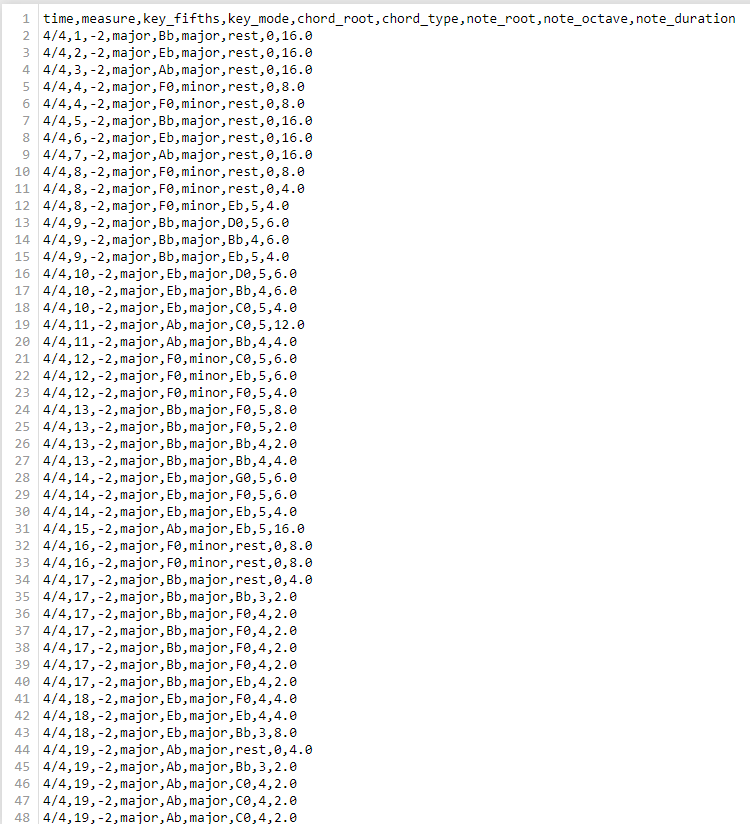 1 time,measure,key_fifths,key_mode,chord_root,chord_type,note_root,note_octave,note_duration
2 4/4,1,-2,major,Bb,major,rest,0,16.0
3 4/4,2,-2,major,Eb,major,rest,0,16.0
4 4/4,3,-2,major,Ab,major,rest,0,16.0
5 4/4,4,-2,major,F0,minor,rest,0,8.0
6 4/4,4,-2,major,F0,minor,rest,0,8.0
7 4/4,5,-2,major,Bb,major,rest,0,16.0
8 4/4,6,-2,major,Eb,major,rest,0,16.0
9 4/4,7,-2,major,Ab,major,rest,0,16.0
10 4/4,8,-2,major,F0,minor,rest,0,8.0
11 4/4,8,-2,major,F0,minor,rest,0,4.0
12 4/4,8,-2,major,F0,minor,Eb,5,4.0
13 4/4,9,-2,major,Bb,major,D0,5,6.0
14 4/4,9,-2,major,Bb,major,Bb,4,6.0
15 4/4,9,-2,major,Bb,major,Eb,5,4.0
16 4/4,10,-2,major,Eb,major,D0,5,6.0
17 4/4,10,-2,major,Eb,major,Bb,4,6.0
18 4/4,10,-2,major,Eb,major,C0,5,4.0
19 4/4,11,-2,major,Ab,major,C0,5,12.0
20 4/4,11,-2,major,Ab,major,Bb,4,4.0
21 4/4,12,-2,major,F0,minor,C0,5,6.0
22 4/4,12,-2,major,F0,minor,Eb,5,6.0
23 4/4,12,-2,major,F0,minor,F0,5,4.0
24 4/4,13,-2,major,Bb,major,F0,5,8.0
25 4/4,13,-2,major,Bb,major,F0,5,2.0
26 4/4,13,-2,major,Bb,major,Bb,4,2.0
27 4/4,13,-2,major,Bb,major,Bb,4,4.0
28 4/4,14,-2,major,Eb,major,G0,5,6.0
29 4/4,14,-2,major,Eb,major,F0,5,6.0
30 4/4,14,-2,major,Eb,major,Eb,5,4.0
31 4/4,15,-2,major,Ab,major,Eb,5,16.0
32 4/4,16,-2,major,F0,minor,rest,0,8.0
33 4/4,16,-2,major,F0,minor,rest,0,8.0
34 4/4,17,-2,major,Bb,major,rest,0,4.0
35 4/4,17,-2,major,Bb,major,Bb,3,2.0
36 4/4,17,-2,major,Bb,major,F0,4,2.0
37 4/4,17,-2,major,Bb,major,F0,4,2.0
38 4/4,17,-2,major,Bb,major,F0,4,2.0
39 4/4,17,-2,major,Bb,major,F0,4,2.0
40 4/4,17,-2,major,Bb,major,Eb,4,2.0
41 4/4,18,-2,major,Eb,major,F0,4,4.0
42 4/4,18,-2,major,Eb,major,Eb,4,4.0
43 4/4,18,-2,major,Eb,major,Bb,3,8.0
44 4/4,19,-2,major,Ab,major,rest,0,4.0
45 4/4,19,-2,major,Ab,major,Bb,3,2.0
46 4/4,19,-2,major,Ab,major,C0,4,2.0
47 4/4,19,-2,major,Ab,major,C0,4,2.0
48 4/4,19,-2,major,Ab,major,C0,4,2.0